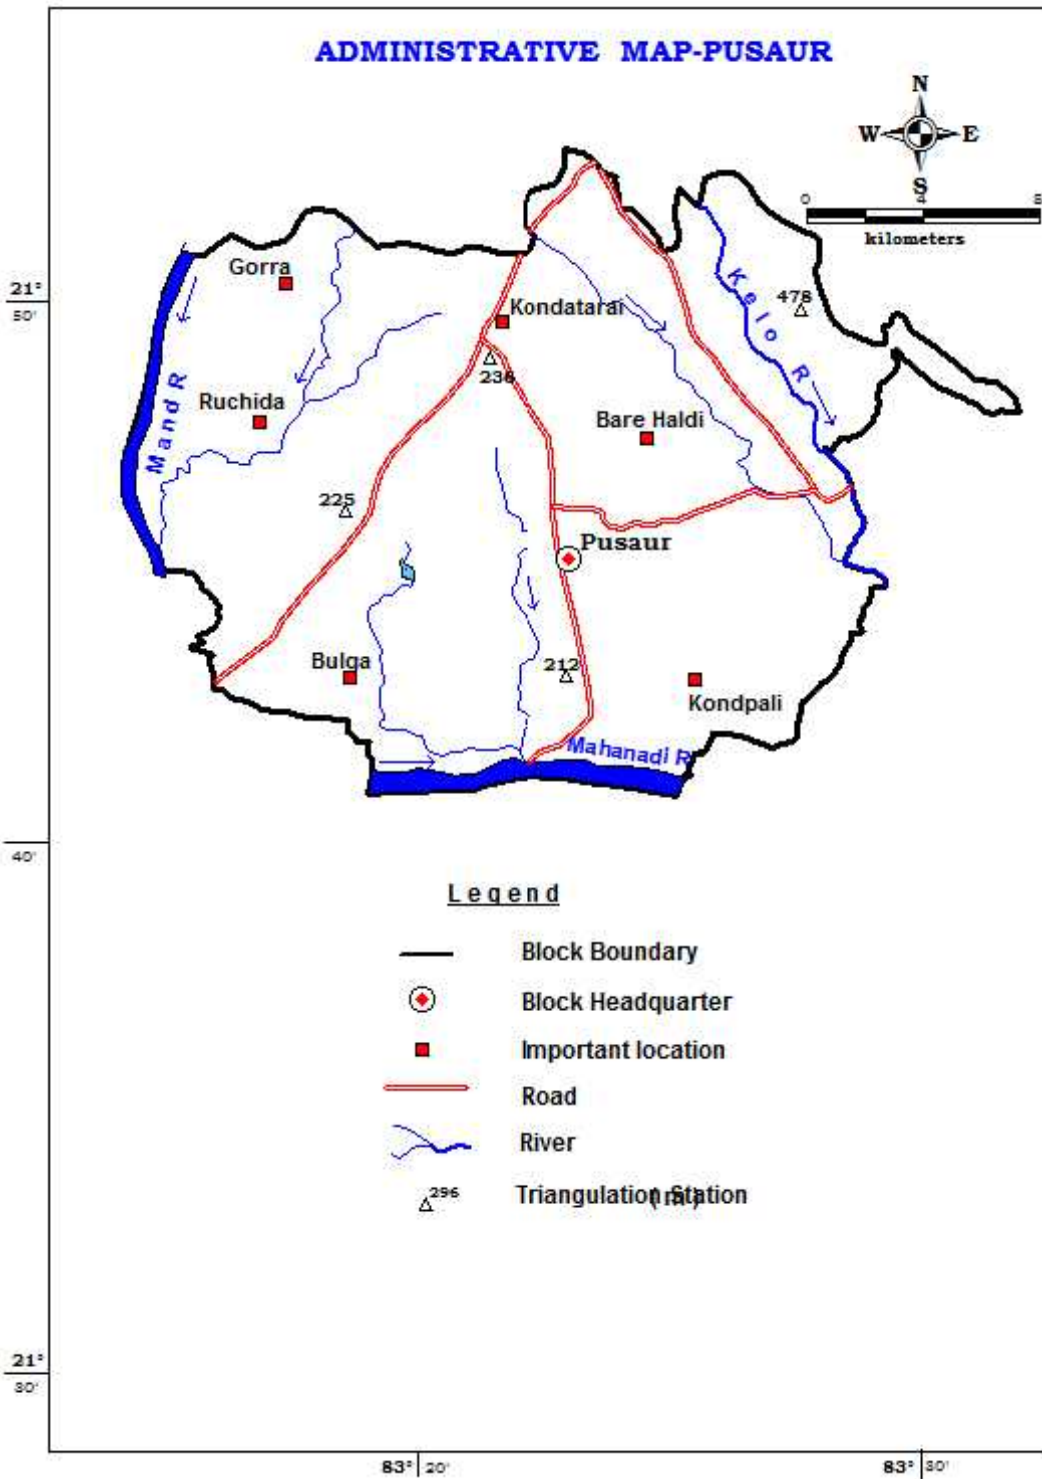 ADMINISTRATIVE MAP-PUSAUR
N
W E
S
0 4 8
kilometers
Gorra
21°
50'
Kondatarai
Kelo R
478
236
Mand R
Ruchida
Bare Haldi
225
Pusaur
Bulga
212
Kondpali
Mahanadi R
40'
Legend
Block Boundary
Block Headquarter
Important location
Road
River
296
Triangulation Station
(m)
21°
30'
83° 20'
83° 30'